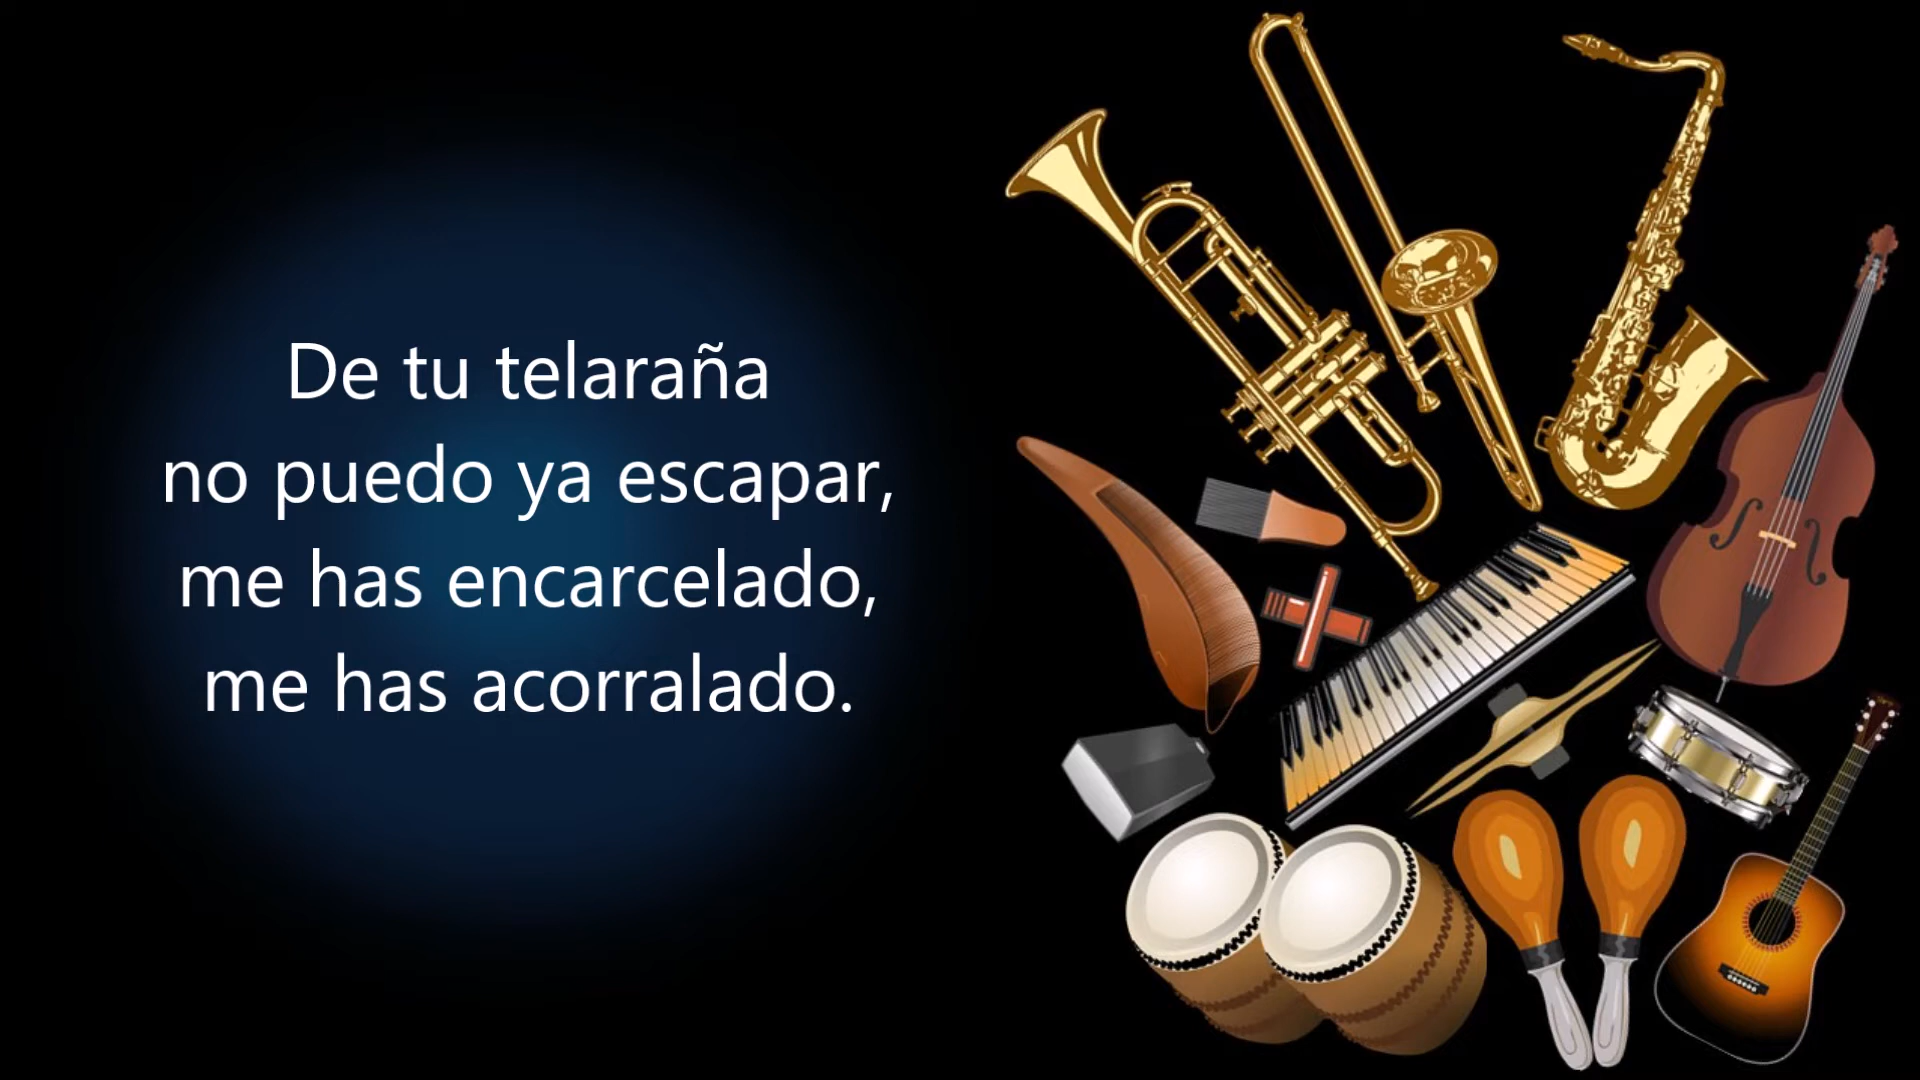 De tu telaraña
no puedo ya escapar,
me has encarcelado,
me has acorralado.